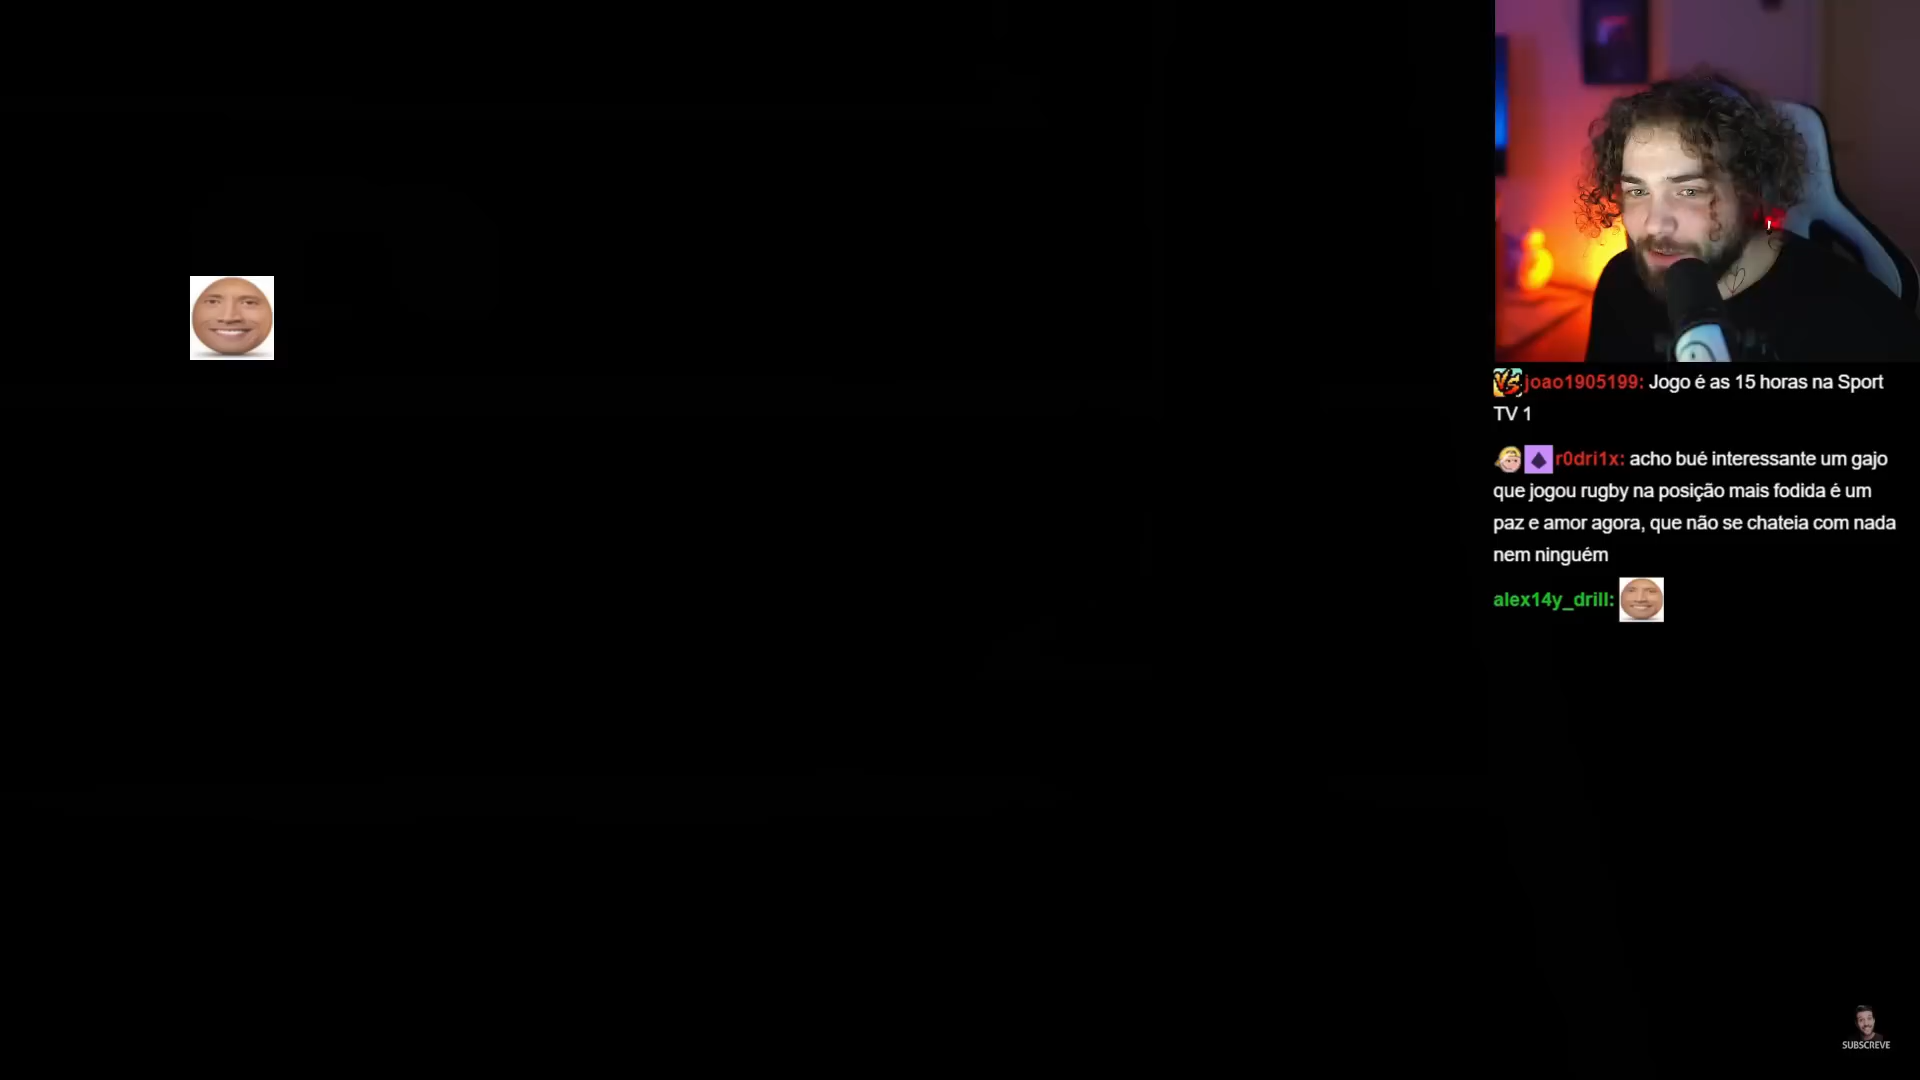 joao1905199: Jogo é as 15 horas na Sport
TV 1
r0dri1x: acho bué interessante um gajo
que jogou rugby na posição mais fodida é um
paz e amor agora, que não se chateia com nada
nem ninguém
alex14y_drill:
SUBSCREVE